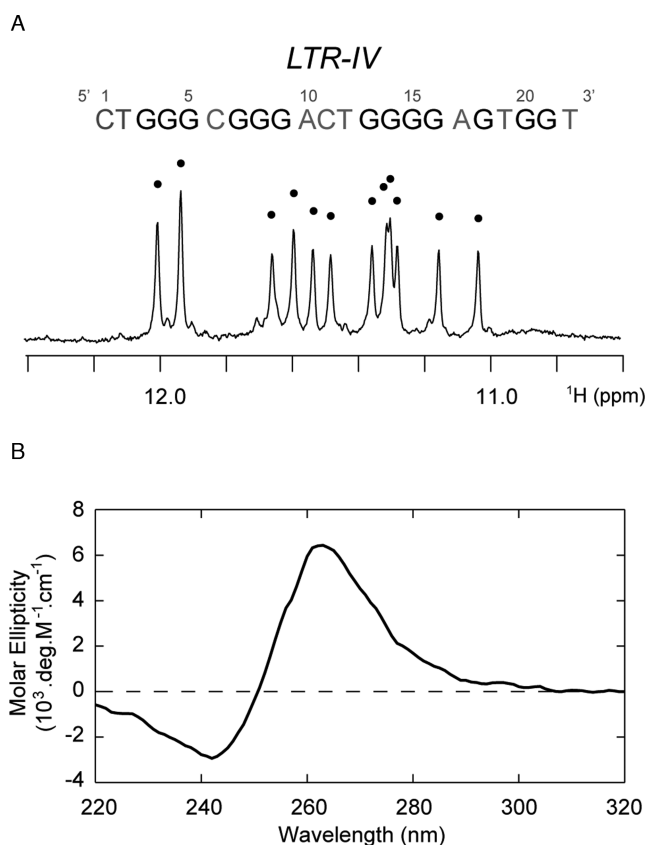 A
LTR-IV
5' 1 5 10 15 20 3'
CTGGGCGGGACTGGGGAGTGGT
12.0 11.0 ¹H (ppm)
B
Molar Ellipticity
(10³.deg.M⁻¹.cm⁻¹)
8
6
4
2
0
-2
-4
220 240 260 280 300 320
Wavelength (nm)